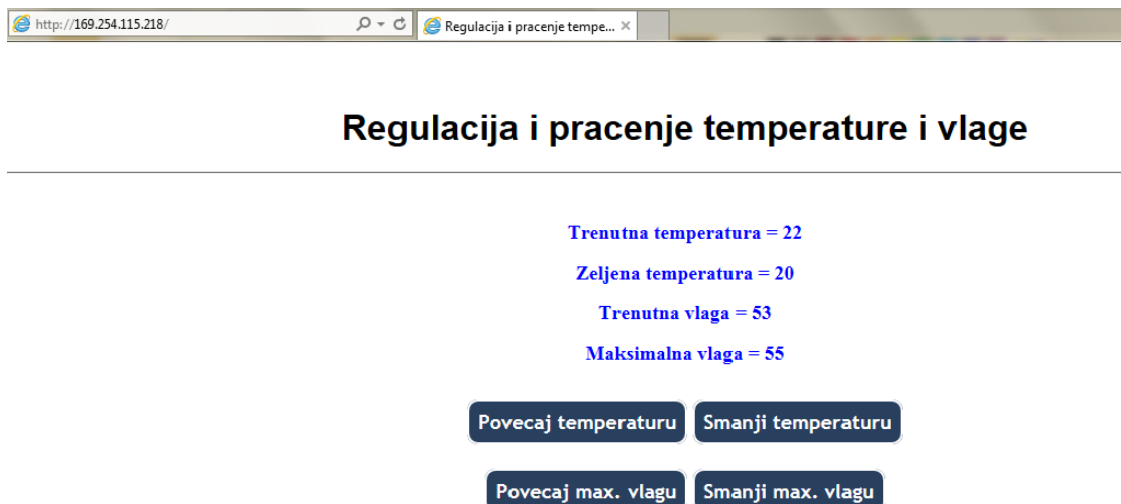 http://169.254.115.218/
Regulacija i pracenje tempe...
Regulacija i pracenje temperature i vlage
Trenutna temperatura = 22
Zeljena temperatura = 20
Trenutna vlaga = 53
Maksimalna vlaga = 55
Povecaj temperaturu Smanji temperaturu
Povecaj max. vlagu Smanji max. vlagu